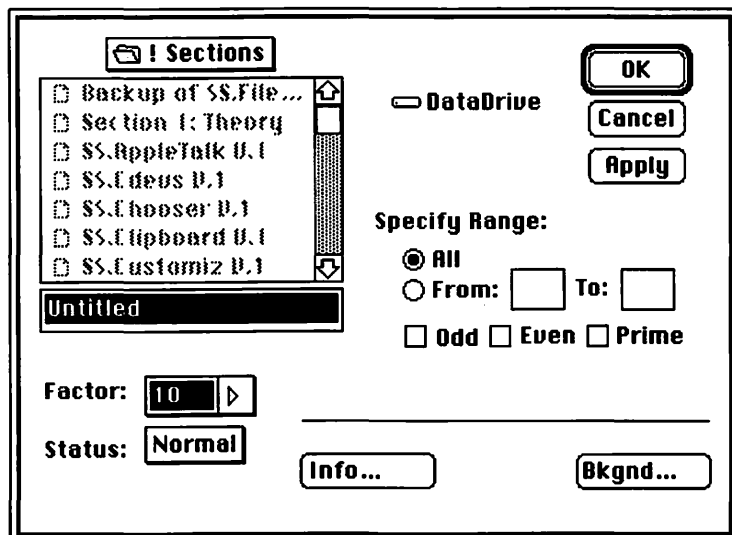 ! Sections
Backup of SS.File...
Section 1: Theory
SS.AppleTalk V.1
SS.Cdevs V.1
SS.Chooser V.1
SS.Clipboard V.1
SS.Customiz V.1
Untitled
DataDrive
OK
Cancel
Apply
Specify Range:
All
From: To:
Odd Even Prime
Factor: 10
Status: Normal
Info...
Bkgnd...